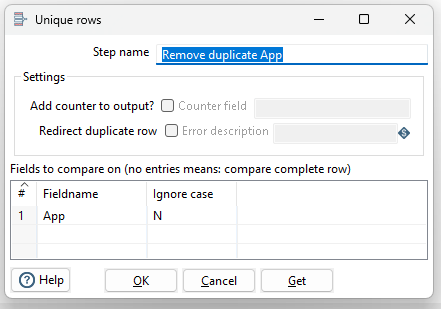 Unique rows
Step name Remove duplicate App
Settings
Add counter to output? Counter field
Redirect duplicate row Error description
Fields to compare on (no entries means: compare complete row)
# Fieldname Ignore case
1 App N
Help OK Cancel Get